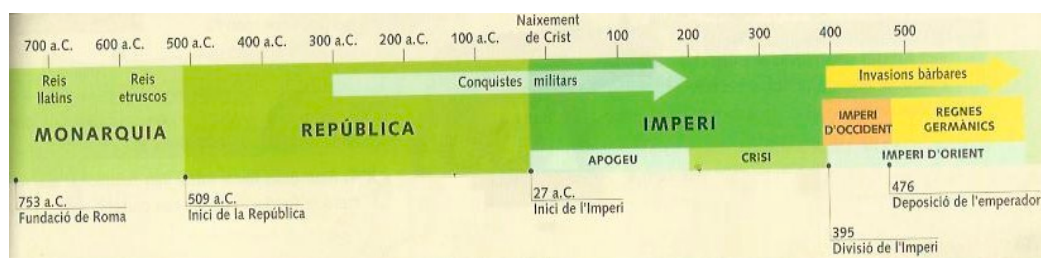 Naixement
de Crist
700 a.C. 600 a.C. 500 a.C. 400 a.C. 300 a.C. 200 a.C. 100 a.C. 100 200 300 400 500
Reis
llatins
Reis
etruscos
Conquistes militars
Invasions bàrbares
MONARQUIA
REPÚBLICA
IMPERI
IMPERI
D'OCCIDENT
REGNES
GERMÀNICS
APOGEU
CRISI
IMPERI D'ORIENT
753 a.C.
Fundació de Roma
509 a.C.
Inici de la República
27 a.C.
Inici de l'Imperi
476
Deposició de l'emperador
395
Divisió de l'Imperi